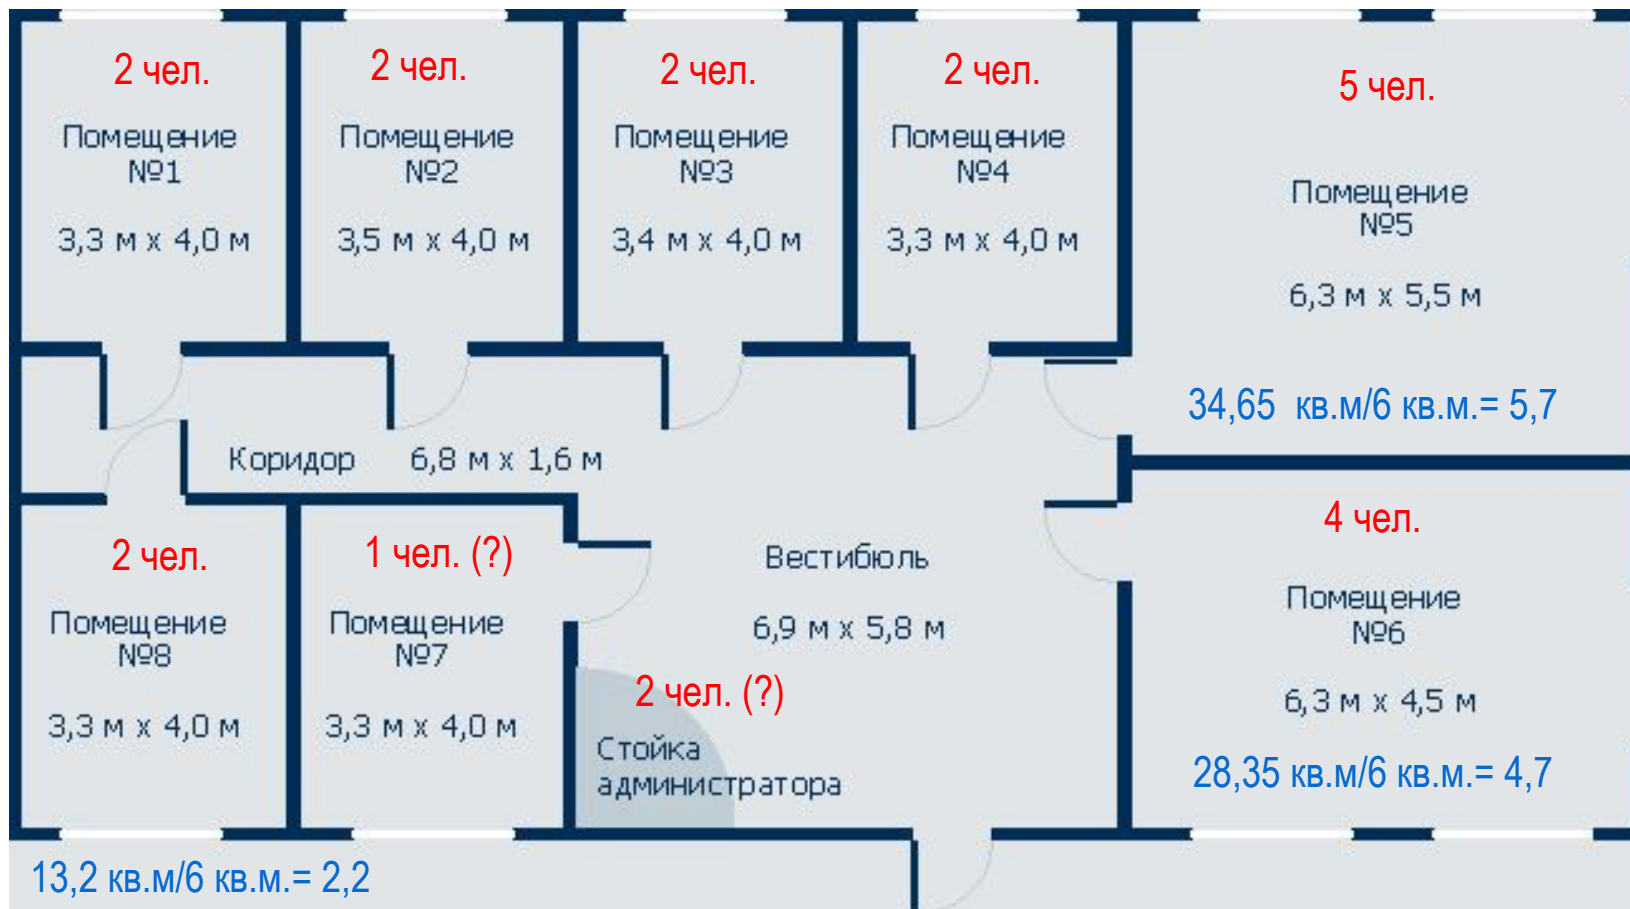 2 чел.
Помещение
№1
3,3 м x 4,0 м
2 чел.
Помещение
№2
3,5 м x 4,0 м
2 чел.
Помещение
№3
3,4 м x 4,0 м
2 чел.
Помещение
№4
3,3 м x 4,0 м
5 чел.
Помещение
№5
6,3 м x 5,5 м
34,65 кв.м/6 кв.м.= 5,7
Коридор 6,8 м x 1,6 м
2 чел.
Помещение
№8
3,3 м x 4,0 м
1 чел. (?)
Помещение
№7
3,3 м x 4,0 м
Вестибюль
6,9 м x 5,8 м
2 чел. (?)
Стойка
администратора
4 чел.
Помещение
№6
6,3 м x 4,5 м
28,35 кв.м/6 кв.м.= 4,7
13,2 кв.м/6 кв.м.= 2,2